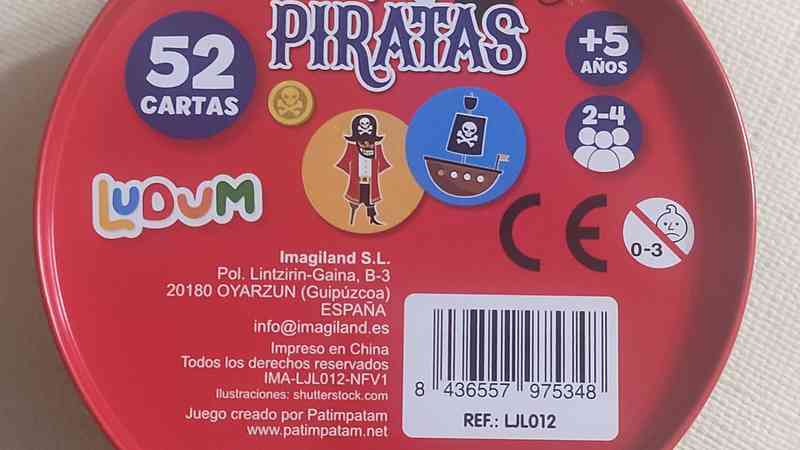 PIRATAS
52
CARTAS
+5
AÑOS
2-4
LUDUM
CE
0-3
Imagiland S.L.
Pol. Lintzirin-Gaina, B-3
20180 OYARZUN (Guipúzcoa)
ESPAÑA
info@imagiland.es
Impreso en China
Todos los derechos reservados
IMA-LJL012-NFV1
Ilustraciones: shutterstock.com
Juego creado por Patimpatam
www.patimpatam.net
8 436557 975348
REF.: LJL012